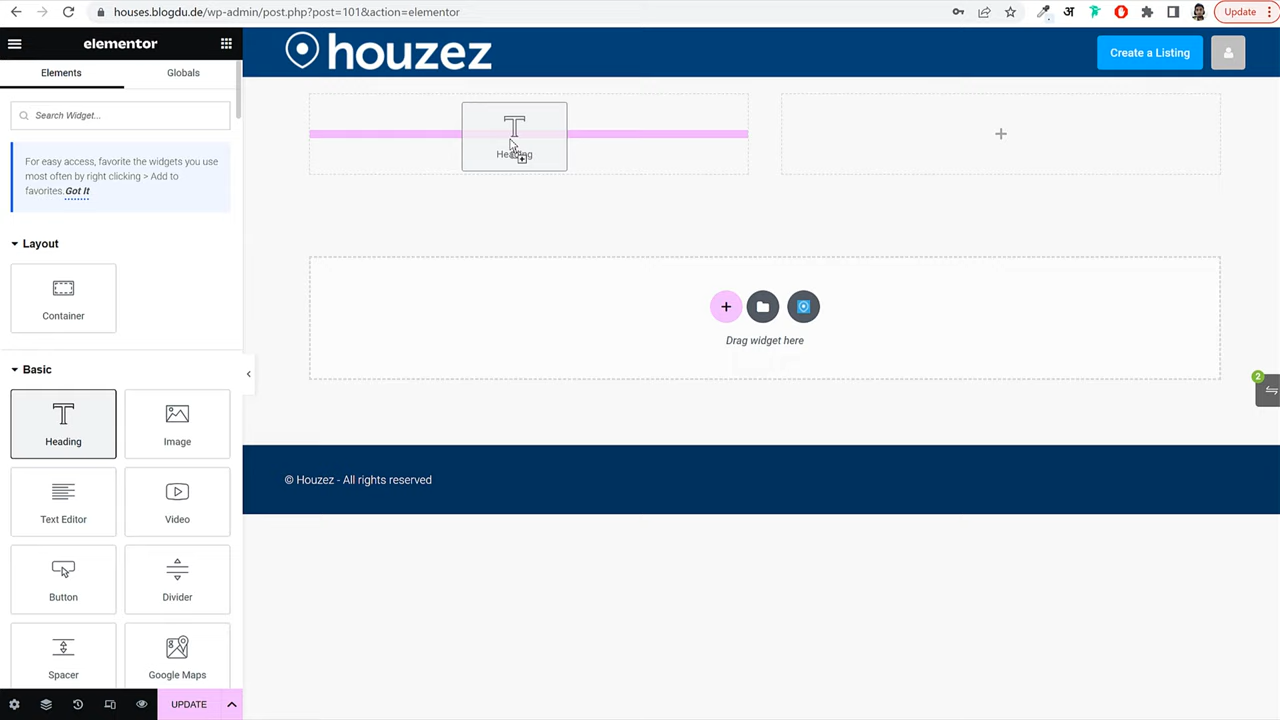 houses.blogdu.de/wp-admin/post.php?post=101&action=elementor
अ
Update
elementor
houzez
Create a Listing
Elements
Globals
Search Widget...
For easy access, favorite the widgets you
use most often by right clicking > Add to
favorites. Got It
Layout
Container
Basic
Heading
Image
Text Editor
Video
Button
Divider
Spacer
Google Maps
UPDATE
Heading
Drag widget here
2
© Houzez - All rights reserved